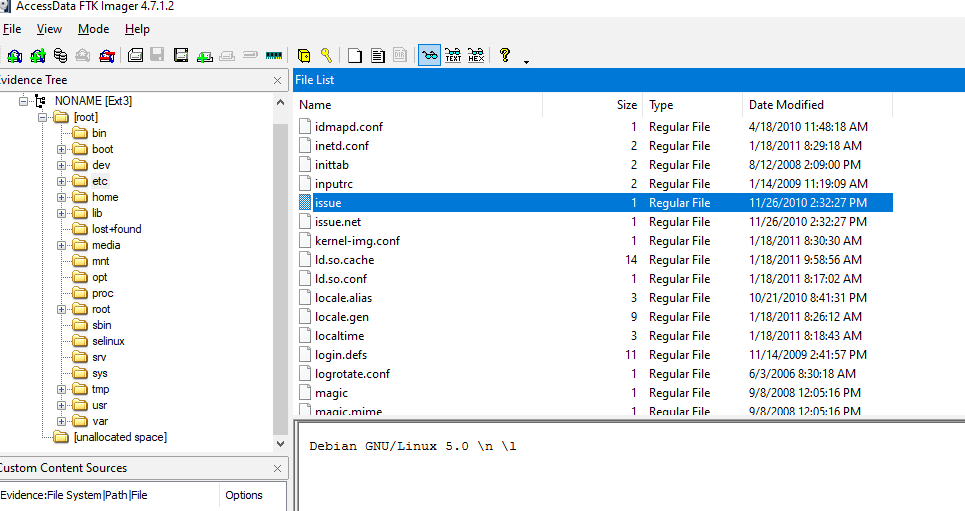 AccessData FTK Imager 4.7.1.2
File View Mode Help
Evidence Tree
NONAME [Ext3]
[root]
bin
boot
dev
etc
home
lib
lost+found
media
mnt
opt
proc
root
sbin
selinux
srv
sys
tmp
usr
var
[unallocated space]
Custom Content Sources
Evidence:File System|Path|File Options
File List
Name Size Type Date Modified
idmapd.conf 1 Regular File 4/18/2010 11:48:18 AM
inetd.conf 2 Regular File 1/18/2011 8:29:18 AM
inittab 2 Regular File 8/12/2008 2:09:00 PM
inputrc 2 Regular File 1/14/2009 11:19:09 AM
issue 1 Regular File 11/26/2010 2:32:27 PM
issue.net 1 Regular File 11/26/2010 2:32:27 PM
kernel-img.conf 1 Regular File 1/18/2011 8:30:30 AM
ld.so.cache 14 Regular File 1/18/2011 9:58:56 AM
ld.so.conf 1 Regular File 1/18/2011 8:17:02 AM
locale.alias 3 Regular File 10/21/2010 8:41:31 PM
locale.gen 9 Regular File 1/18/2011 8:26:12 AM
localtime 3 Regular File 1/18/2011 8:18:43 AM
login.defs 11 Regular File 11/14/2009 2:41:57 PM
logrotate.conf 1 Regular File 6/3/2006 8:30:18 AM
magic 1 Regular File 9/8/2008 12:05:16 PM
magic.mime 1 Regular File 9/8/2008 12:05:16 PM
Debian GNU/Linux 5.0 \n \l